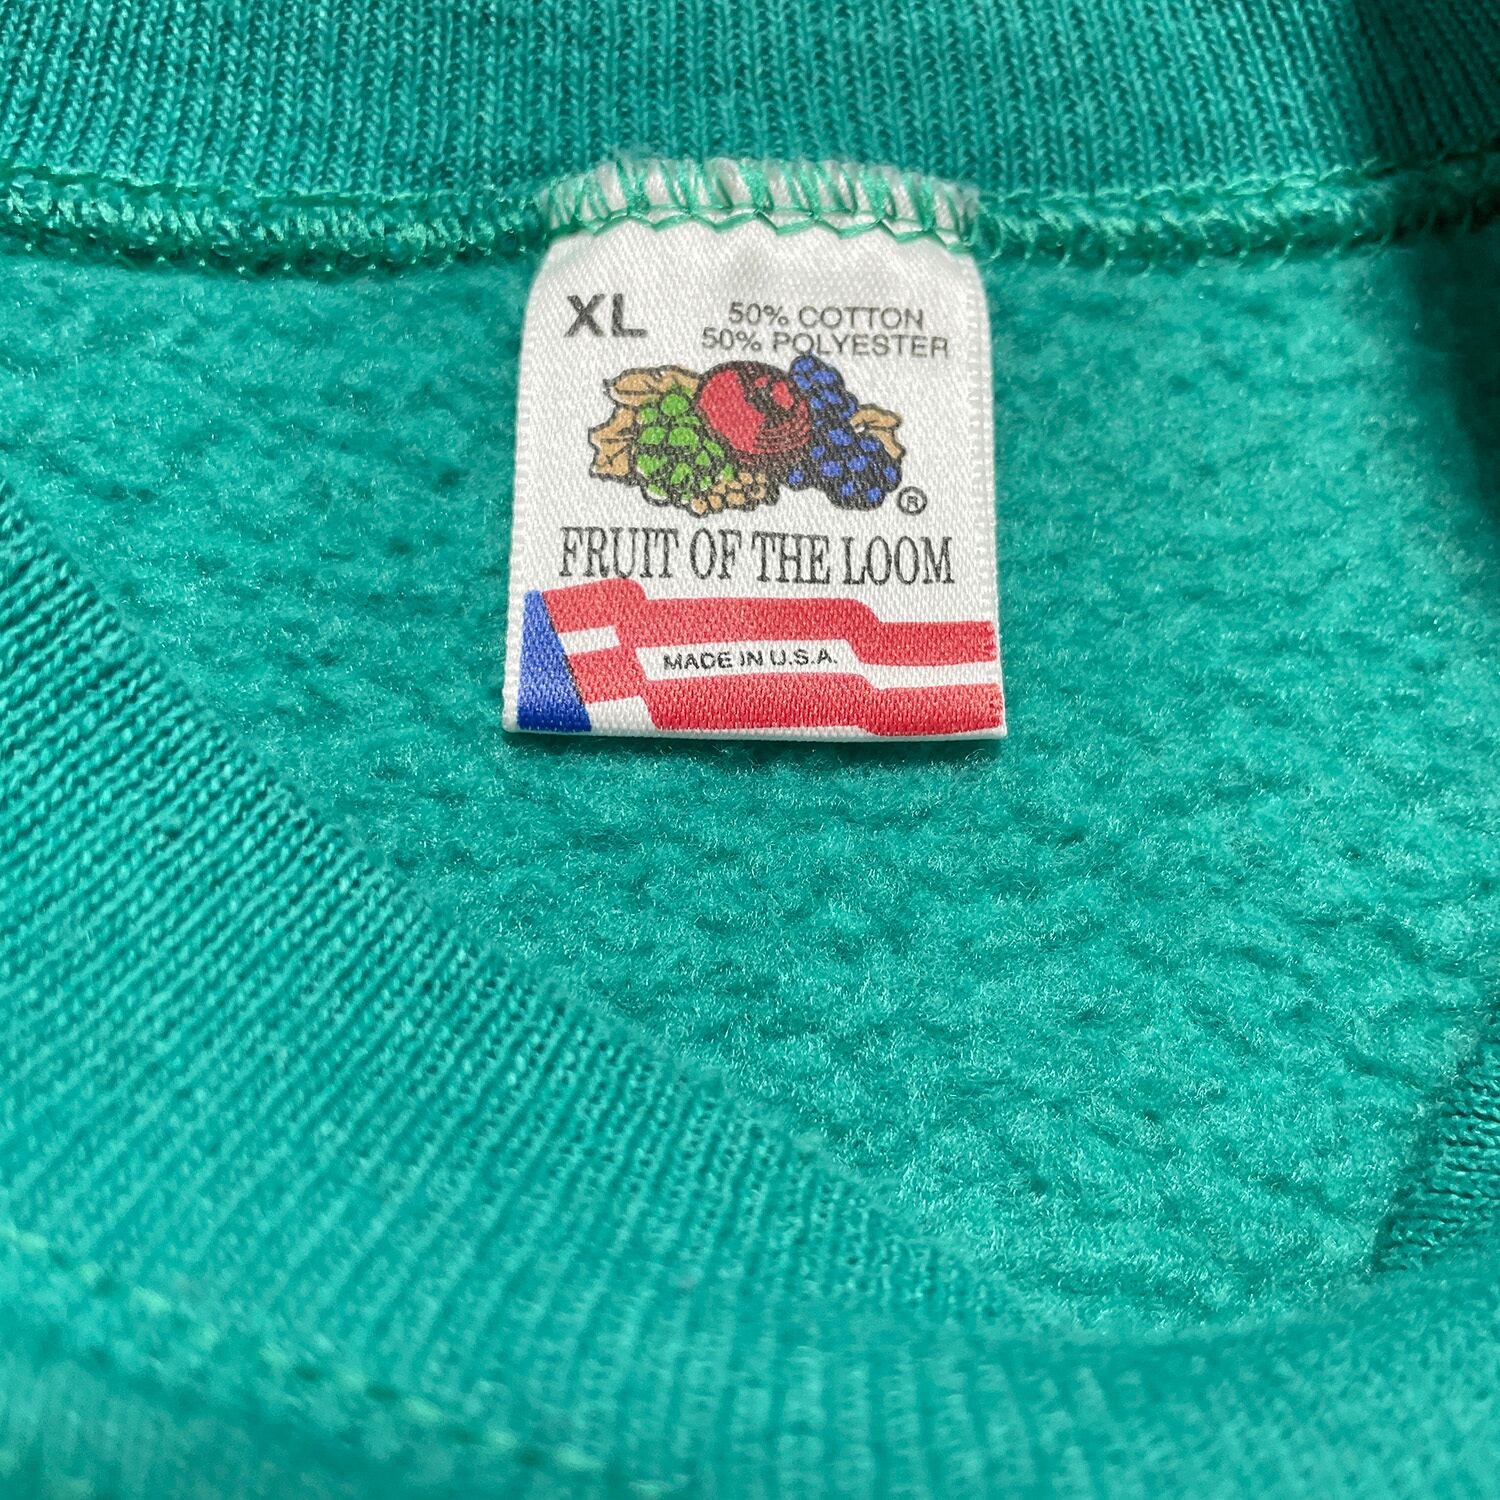 XL
50% COTTON
50% POLYESTER
®
FRUIT OF THE LOOM
MADE IN U.S.A.